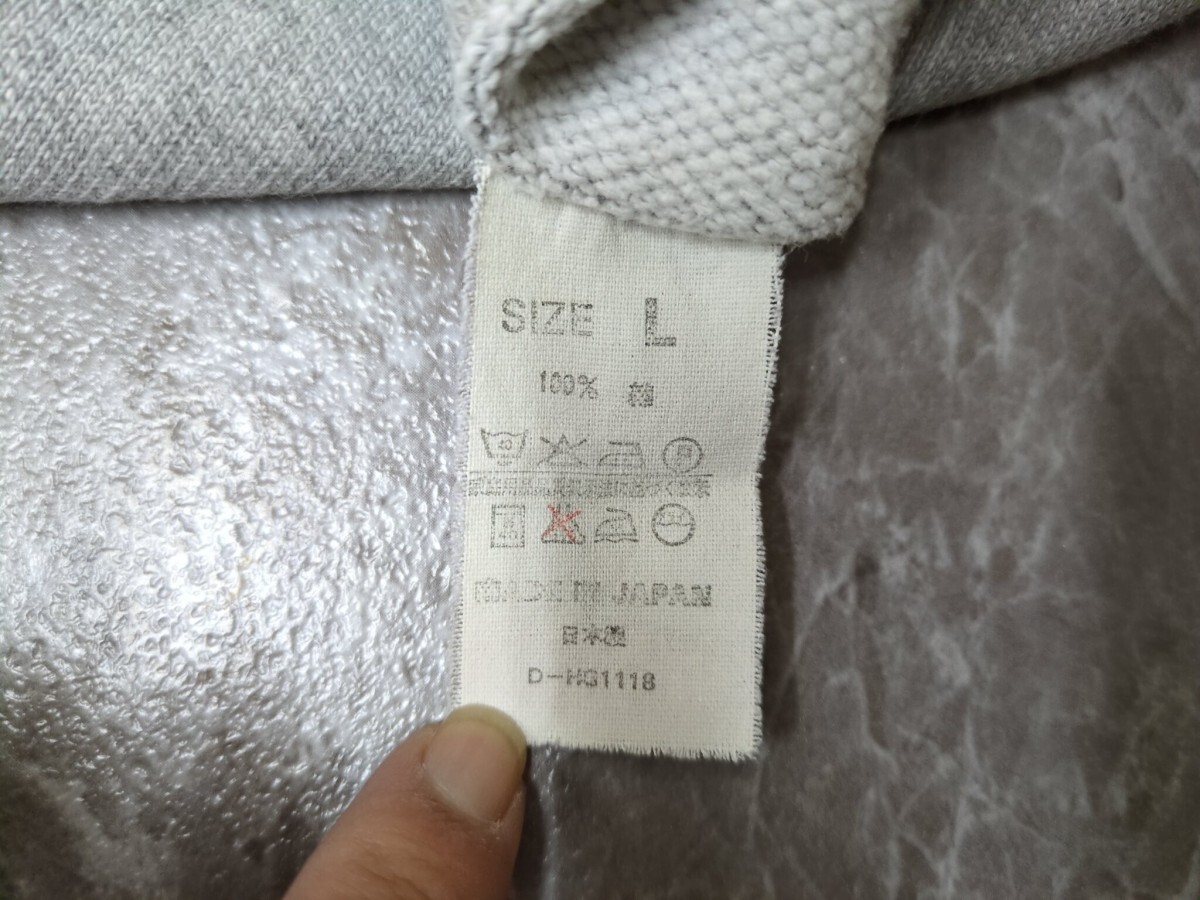 SIZE L
100% 綿
MADE IN JAPAN
日本製
D-HG1118